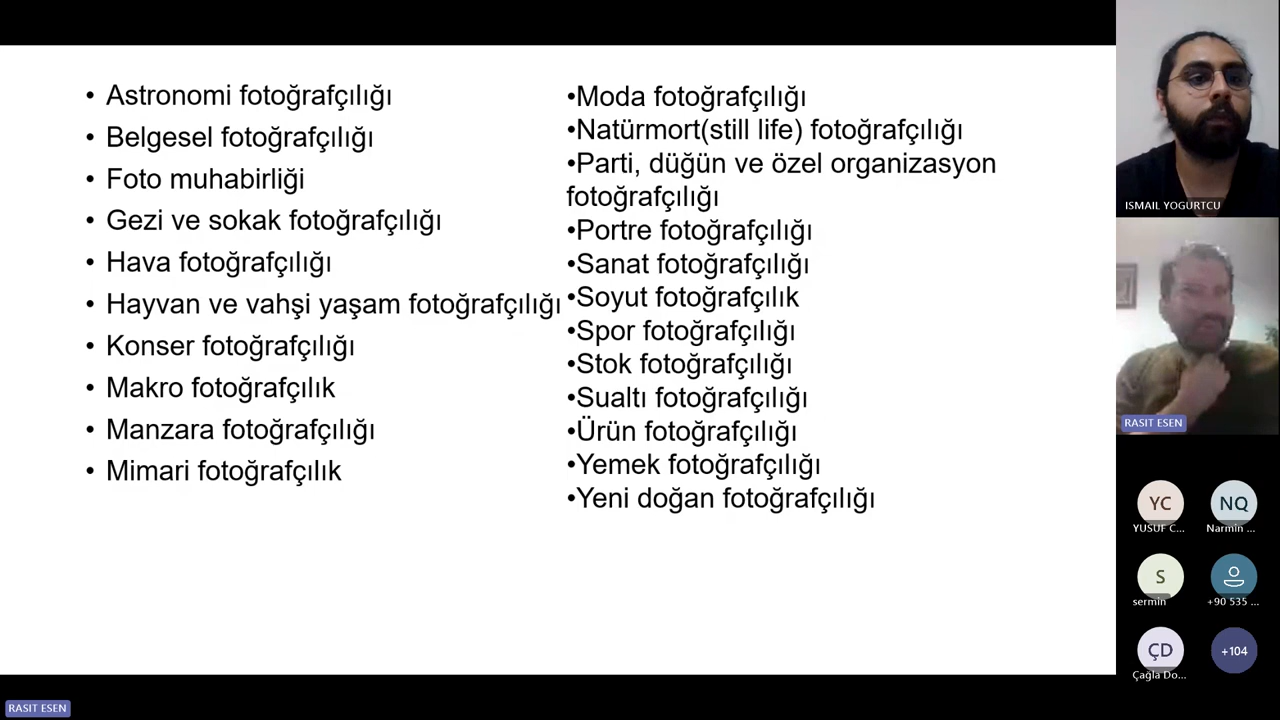 • Astronomi fotoğrafçılığı
• Belgesel fotoğrafçılığı
• Foto muhabirliği
• Gezi ve sokak fotoğrafçılığı
• Hava fotoğrafçılığı
• Hayvan ve vahşi yaşam fotoğrafçılığı
• Konser fotoğrafçılığı
• Makro fotoğrafçılık
• Manzara fotoğrafçılığı
• Mimari fotoğrafçılık
•Moda fotoğrafçılığı
•Natürmort(still life) fotoğrafçılığı
•Parti, düğün ve özel organizasyon
fotoğrafçılığı
•Portre fotoğrafçılığı
•Sanat fotoğrafçılığı
•Soyut fotoğrafçılık
•Spor fotoğrafçılığı
•Stok fotoğrafçılığı
•Sualtı fotoğrafçılığı
•Ürün fotoğrafçılığı
•Yemek fotoğrafçılığı
•Yeni doğan fotoğrafçılığı
ISMAIL YOGURTCU
RASIT ESEN
YC
YUSUF C...
NQ
Narmin ...
S
sermin
+90 535 ...
ÇD
Çağla Do...
+104
RASIT ESEN